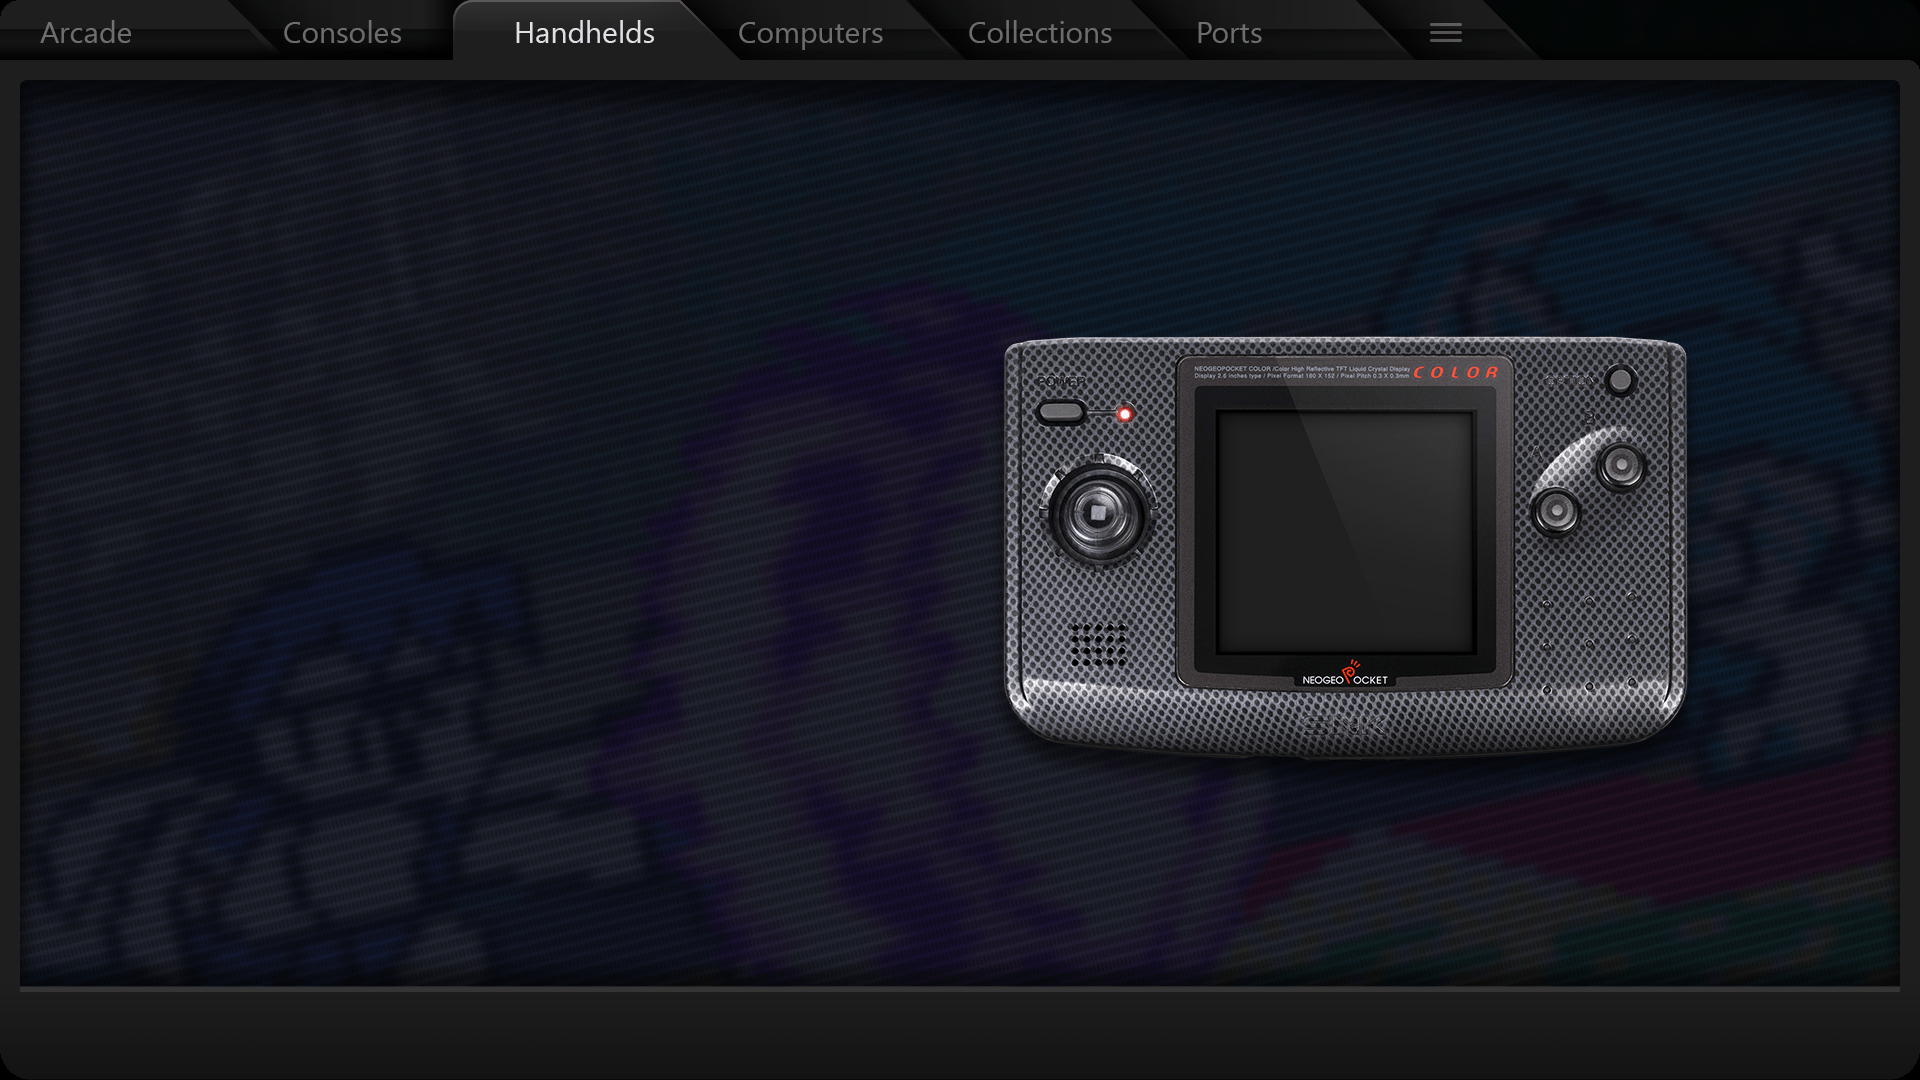 Arcade
Consoles
Handhelds
Computers
Collections
Ports
NEOGEOPOCKET COLOR /Color High Reflective TFT Liquid Crystal Display
Display 2.6 Inches type / Pixel Format 160 X 152 / Pixel Pitch 0.3 X 0.3mm
COLOR
POWER
OPTION
A
B
NEOGEO POCKET
SNK